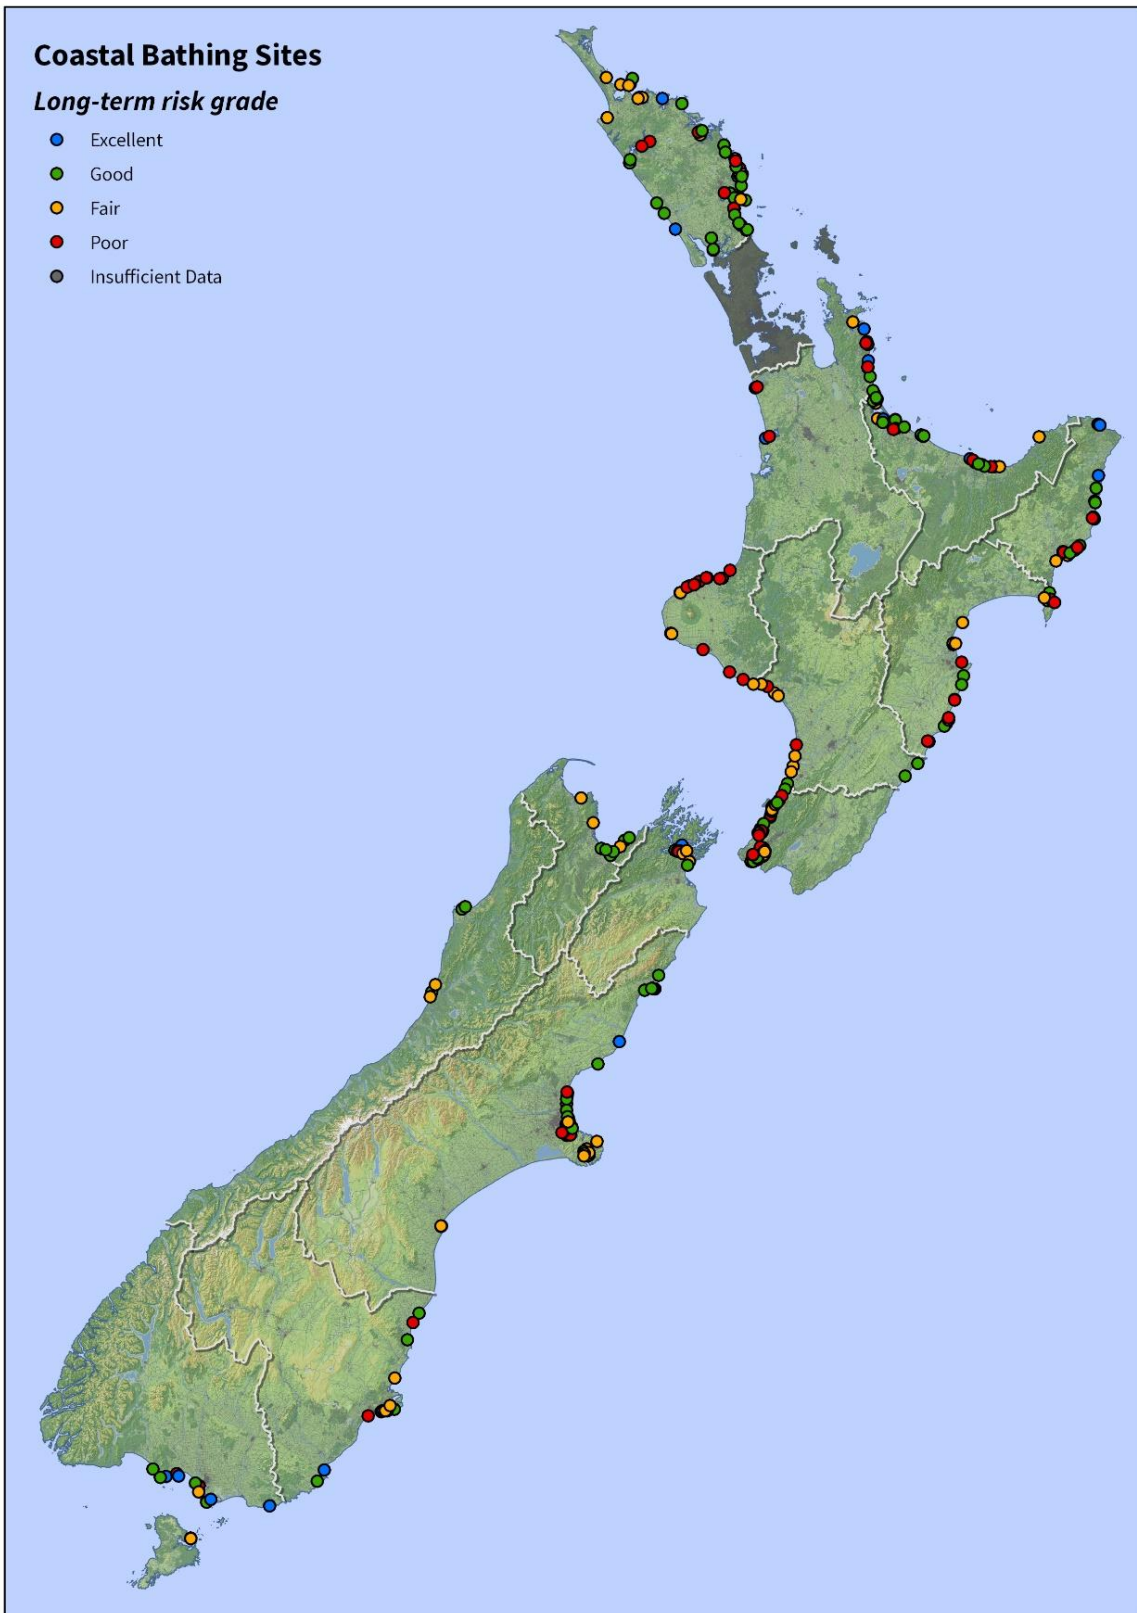 Coastal Bathing Sites
Long-term risk grade
Excellent
Good
Fair
Poor
Insufficient Data